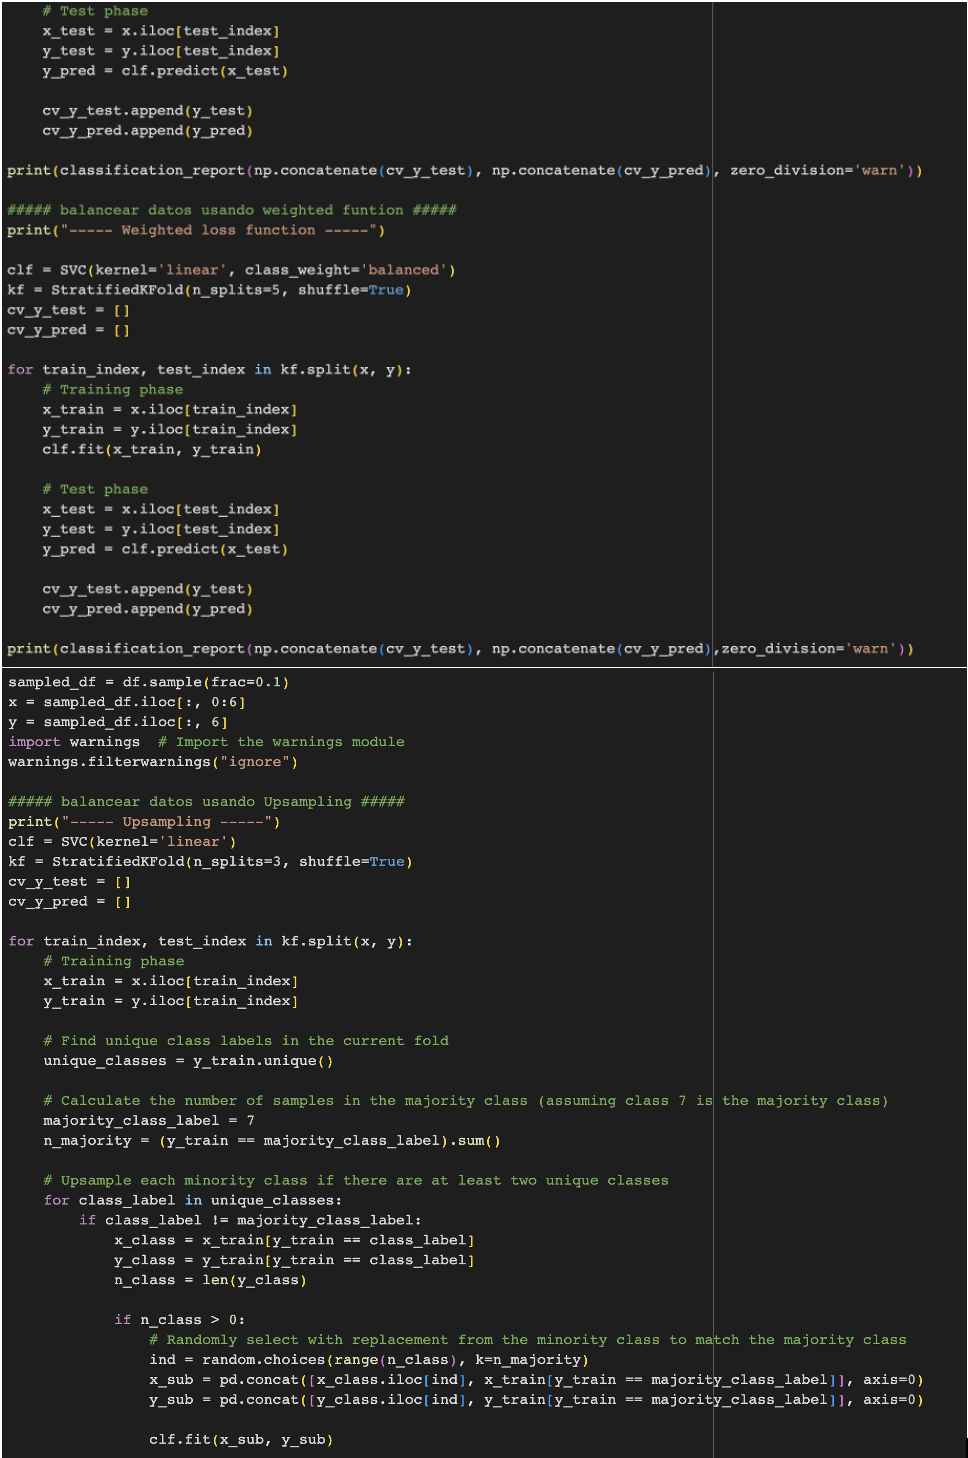 # Test phase
x_test = x.iloc[test_index]
y_test = y.iloc[test_index]
y_pred = clf.predict(x_test)
cv_y_test.append(y_test)
cv_y_pred.append(y_pred)
print(classification_report(np.concatenate(cv_y_test), np.concatenate(cv_y_pred), zero_division='warn'))
##### balancear datos usando weighted funtion #####
print("----- Weighted loss function -----")
clf = SVC(kernel='linear', class_weight='balanced')
kf = StratifiedKFold(n_splits=5, shuffle=True)
cv_y_test = []
cv_y_pred = []
for train_index, test_index in kf.split(x, y):
# Training phase
x_train = x.iloc[train_index]
y_train = y.iloc[train_index]
clf.fit(x_train, y_train)
# Test phase
x_test = x.iloc[test_index]
y_test = y.iloc[test_index]
y_pred = clf.predict(x_test)
cv_y_test.append(y_test)
cv_y_pred.append(y_pred)
print(classification_report(np.concatenate(cv_y_test), np.concatenate(cv_y_pred),zero_division='warn'))
sampled_df = df.sample(frac=0.1)
x = sampled_df.iloc[:, 0:6]
y = sampled_df.iloc[:, 6]
import warnings  # Import the warnings module
warnings.filterwarnings("ignore")
##### balancear datos usando Upsampling #####
print("----- Upsampling -----")
clf = SVC(kernel='linear')
kf = StratifiedKFold(n_splits=3, shuffle=True)
cv_y_test = []
cv_y_pred = []
for train_index, test_index in kf.split(x, y):
# Training phase
x_train = x.iloc[train_index]
y_train = y.iloc[train_index]
# Find unique class labels in the current fold
unique_classes = y_train.unique()
# Calculate the number of samples in the majority class (assuming class 7 is the majority class)
majority_class_label = 7
n_majority = (y_train == majority_class_label).sum()
# Upsample each minority class if there are at least two unique classes
for class_label in unique_classes:
if class_label != majority_class_label:
x_class = x_train[y_train == class_label]
y_class = y_train[y_train == class_label]
n_class = len(y_class)
if n_class > 0:
# Randomly select with replacement from the minority class to match the majority class
ind = random.choices(range(n_class), k=n_majority)
x_sub = pd.concat([x_class.iloc[ind], x_train[y_train == majority_class_label]], axis=0)
y_sub = pd.concat([y_class.iloc[ind], y_train[y_train == majority_class_label]], axis=0)
clf.fit(x_sub, y_sub)